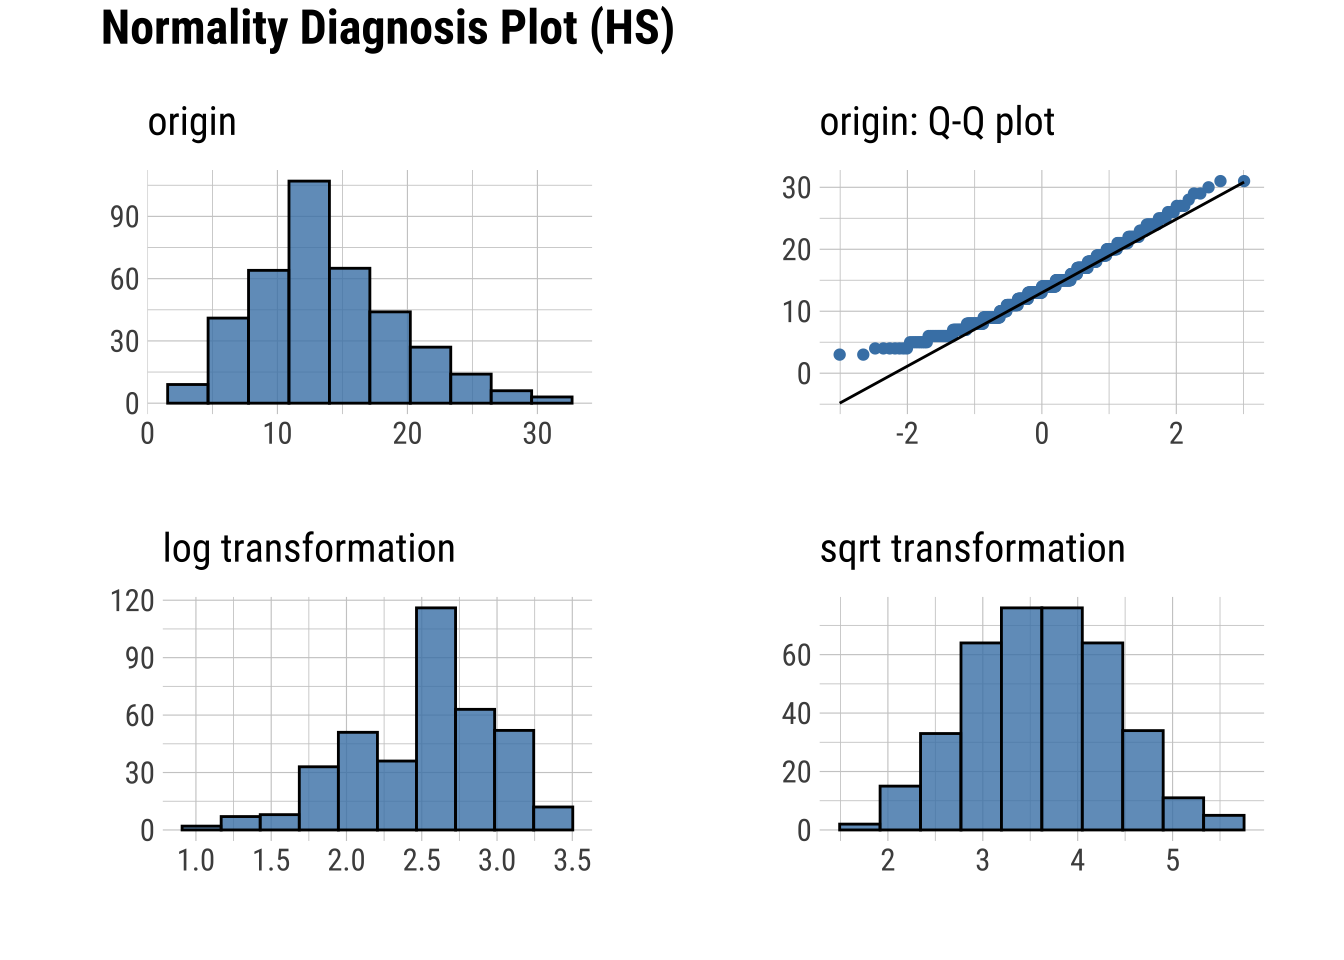 Normality Diagnosis Plot (HS)
origin
90
60
30
0
0 10 20 30
origin: Q-Q plot
30
20
10
0
-2 0 2
log transformation
120
90
60
30
0
1.0 1.5 2.0 2.5 3.0 3.5
sqrt transformation
60
40
20
0
2 3 4 5